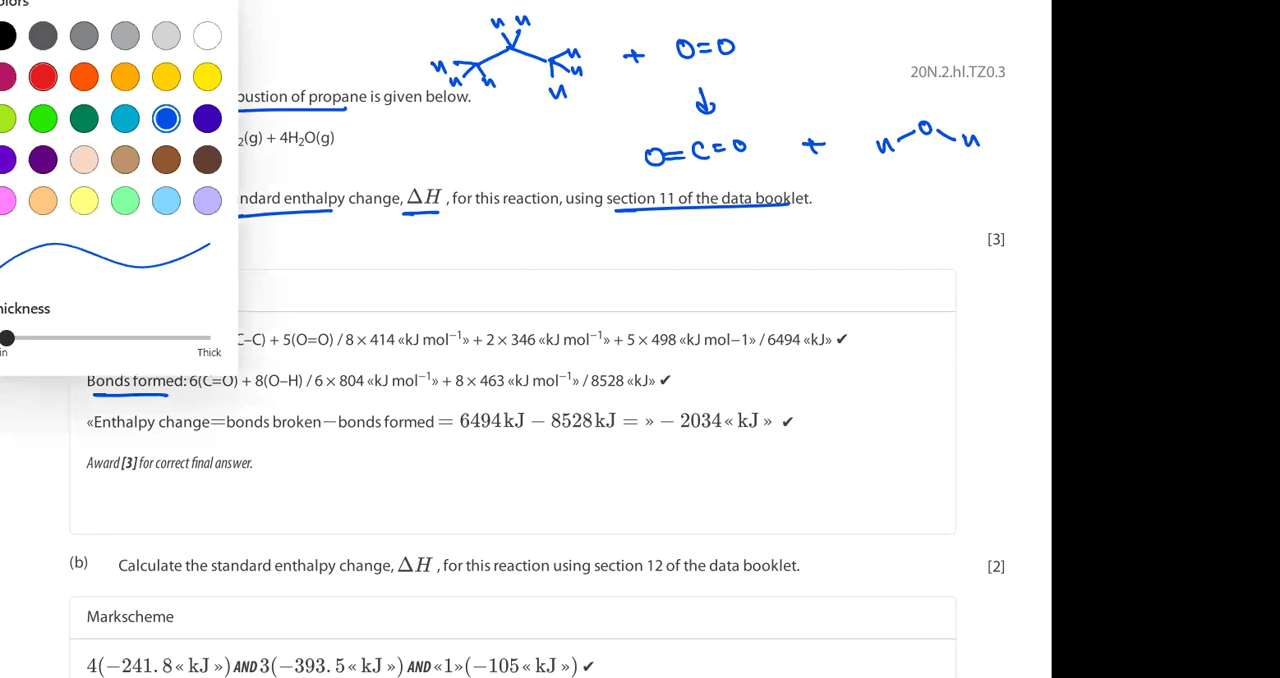 olors
n n
n n + O=O
n n n n
20N.2.hl.TZ0.3
bustion of propane is given below.
₂(g) + 4H₂O(g)
O=C=O + n O n
ndard enthalpy change, ΔH , for this reaction, using section 11 of the data booklet.
[3]
hickness
C–C) + 5(O=O) / 8 × 414 «kJ mol⁻¹» + 2 × 346 «kJ mol⁻¹» + 5 × 498 «kJ mol−1» / 6494 «kJ» ✔
in Thick
Bonds formed: 6(C=O) + 8(O–H) / 6 × 804 «kJ mol⁻¹» + 8 × 463 «kJ mol⁻¹» / 8528 «kJ» ✔
«Enthalpy change=bonds broken−bonds formed = 6494 kJ − 8528 kJ = » − 2034 « kJ » ✔
Award [3] for correct final answer.
(b) Calculate the standard enthalpy change, ΔH , for this reaction using section 12 of the data booklet. [2]
Markscheme
4(−241. 8 « kJ ») AND 3(−393. 5 « kJ ») AND «1» (−105 « kJ ») ✔